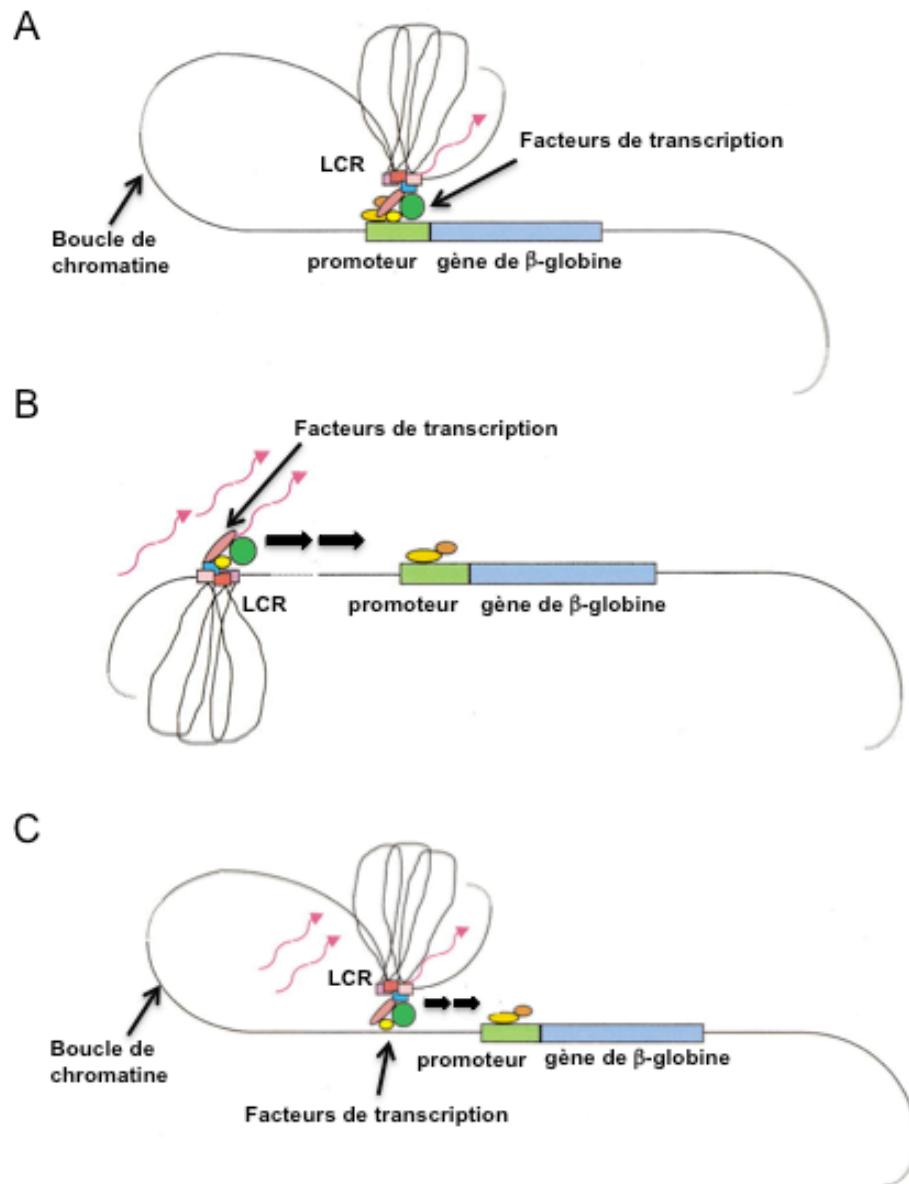 A
LCR
Facteurs de transcription
Boucle de
chromatine
promoteur
gène de β-globine
B
Facteurs de transcription
LCR
promoteur
gène de β-globine
C
LCR
Boucle de
chromatine
promoteur
gène de β-globine
Facteurs de transcription